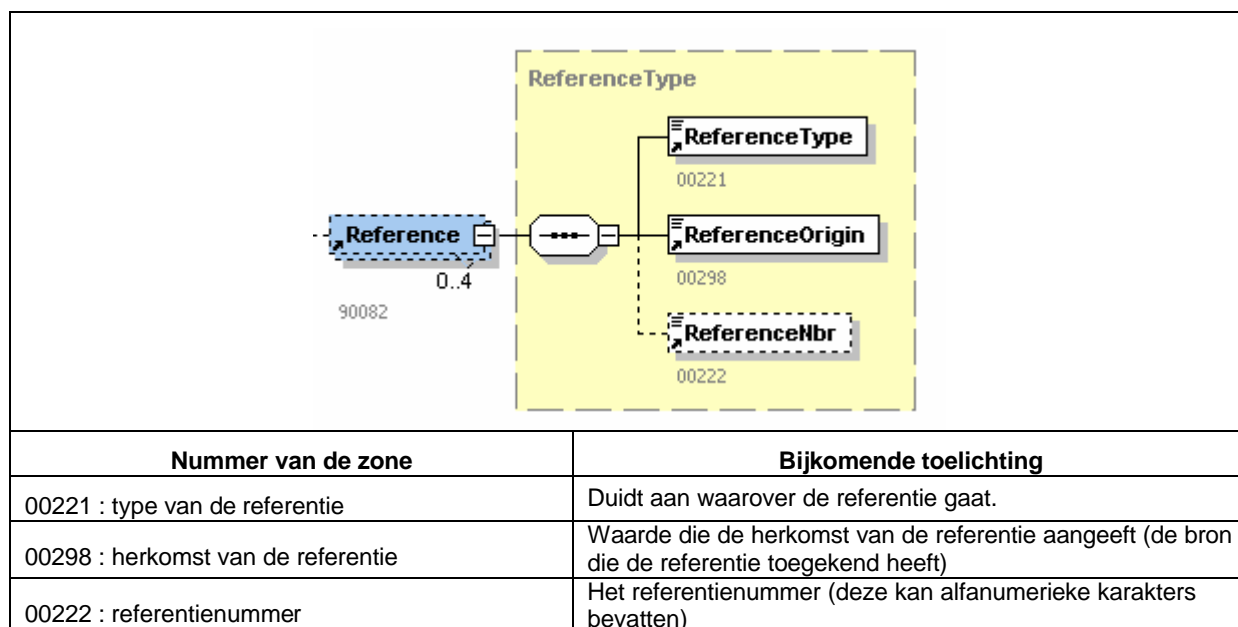 ReferenceType
ReferenceType
00221
Reference
0..4
90082
ReferenceOrigin
00298
ReferenceNbr
00222
Nummer van de zone
Bijkomende toelichting
00221 : type van de referentie
Duidt aan waarover de referentie gaat.
00298 : herkomst van de referentie
Waarde die de herkomst van de referentie aangeeft (de bron
die de referentie toegekend heeft)
00222 : referentienummer
Het referentienummer (deze kan alfanumerieke karakters
bevatten)